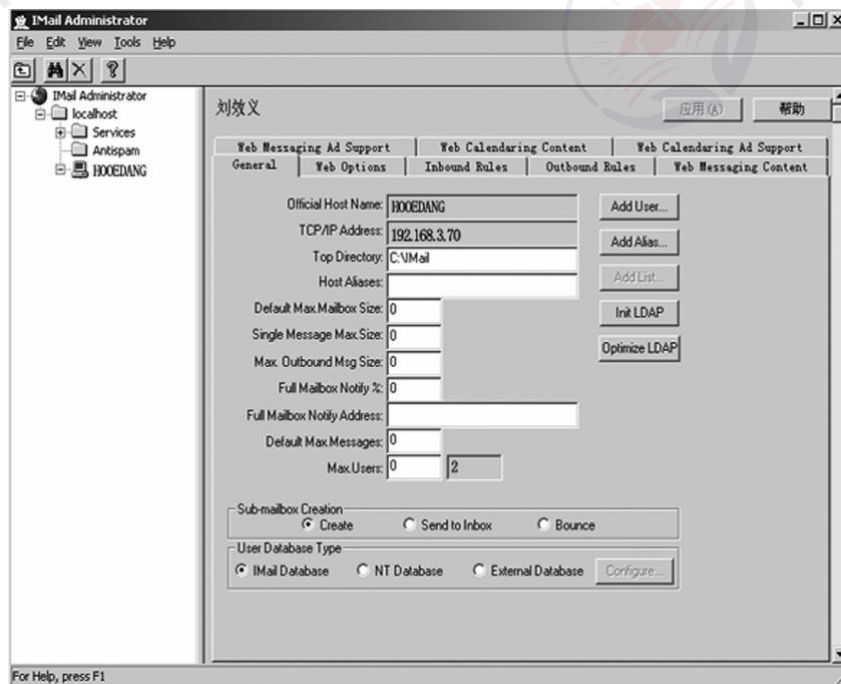 IMail Administrator
File Edit View Tools Help
IMail Administrator
localhost
Services
Antispam
HOOEDANG
刘效义
应用(A)
帮助
Web Messaging Ad Support
Web Calendaring Content
Web Calendaring Ad Support
General
Web Options
Inbound Rules
Outbound Rules
Web Messaging Content
Official Host Name: HOOEDANG
Add User...
TCP/IP Address: 192.168.3.70
Add Alias...
Top Directory: C:\IMail
Host Aliases:
Add List...
Default Max.Mailbox Size: 0
Init LDAP
Single Message Max.Size: 0
Max. Outbound Msg Size: 0
Optimize LDAP
Full Mailbox Notify %: 0
Full Mailbox Notify Address:
Default Max.Messages: 0
Max.Users: 0 2
Sub-mailbox Creation
Create Send to Inbox Bounce
User Database Type
IMail Database NT Database External Database Configure...
For Help, press F1